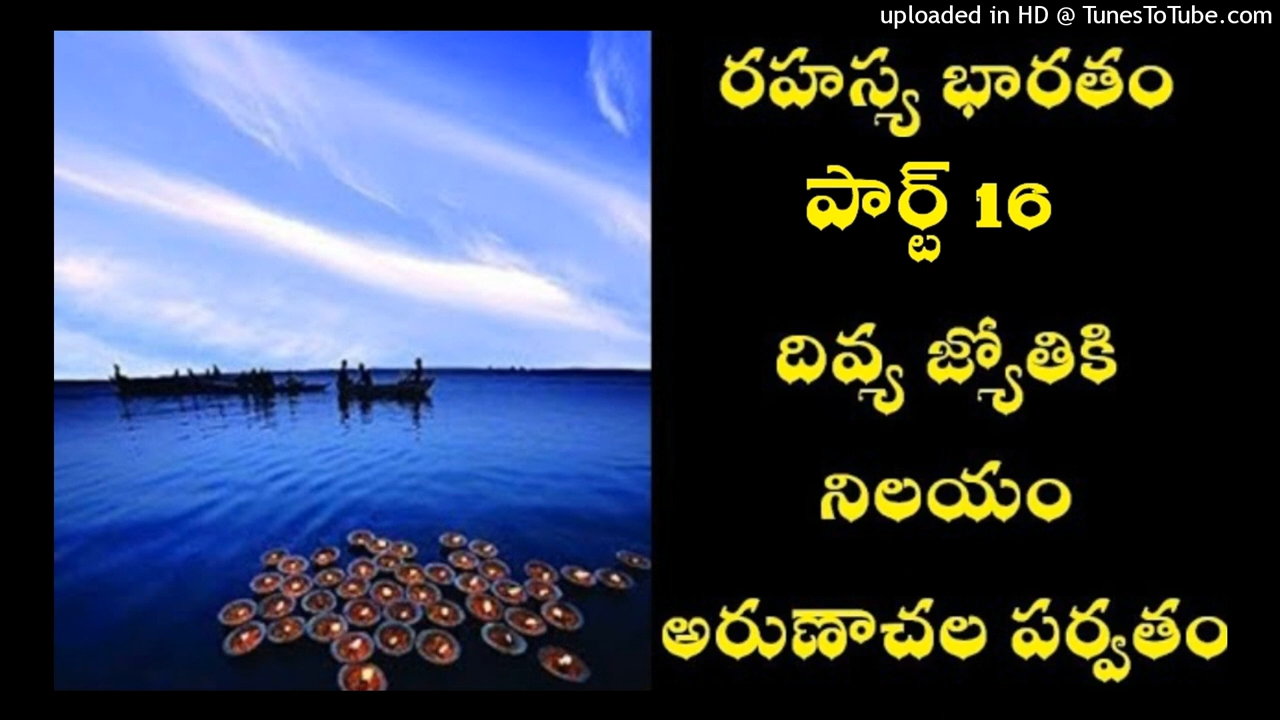 uploaded in HD @ TunesToTube.com
రహస్య భారతం
పార్ట్ 16
దివ్య జ్యోతికి
నిలయం
అరుణాచల పర్వతం